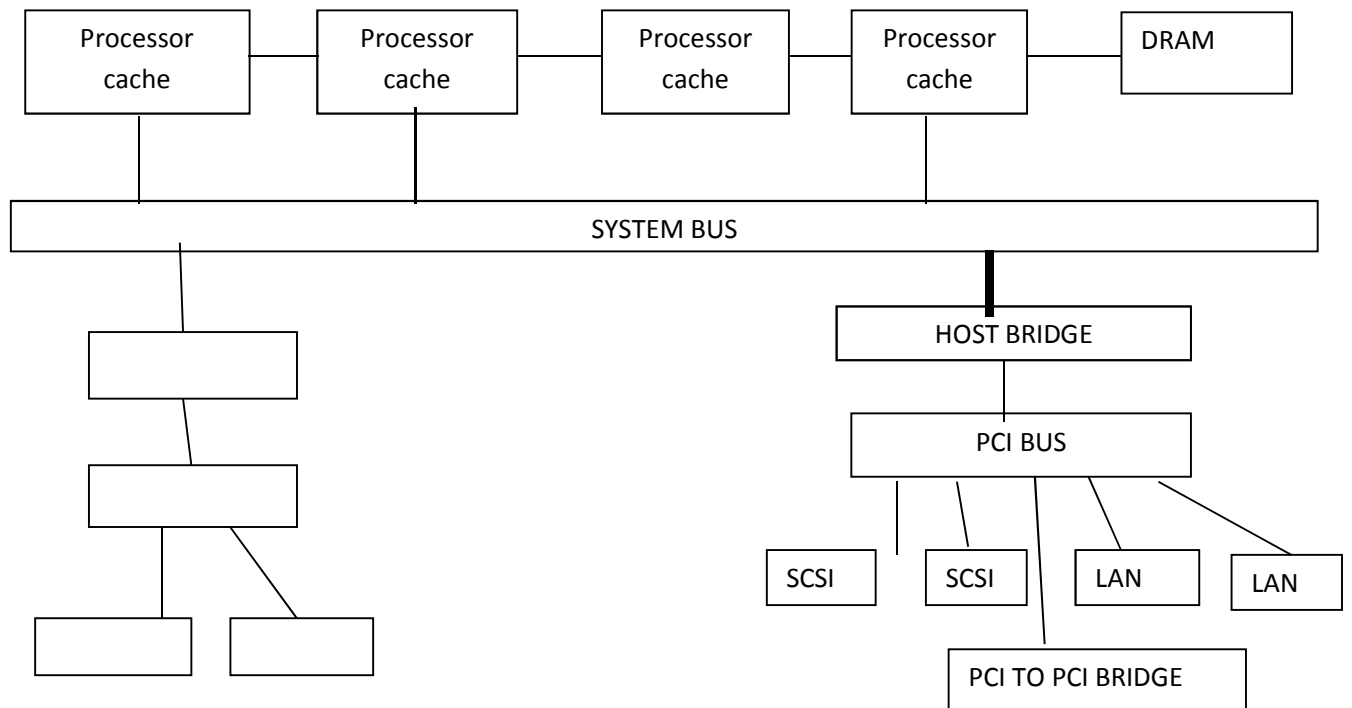 Processor
cache
Processor
cache
Processor
cache
Processor
cache
DRAM
SYSTEM BUS
HOST BRIDGE
PCI BUS
SCSI
SCSI
LAN
LAN
PCI TO PCI BRIDGE